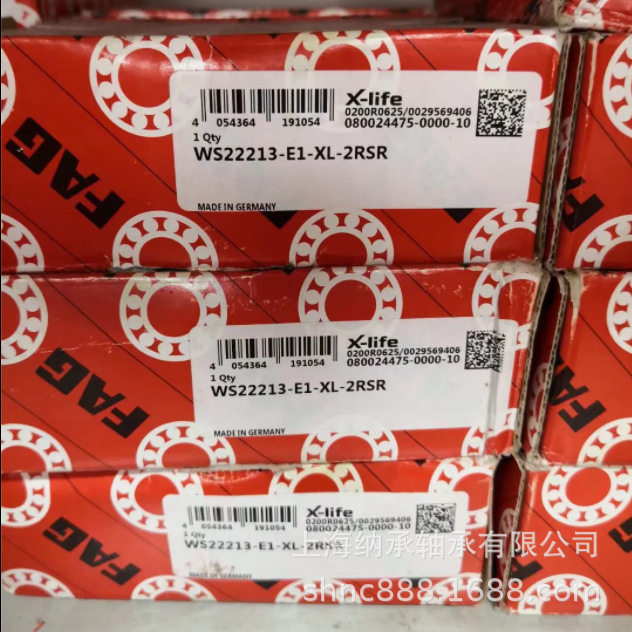 FAG
X-life
0200R0625/0029569406
080024475-0000-10
4 054364 191054
1 Qty
WS22213-E1-XL-2RSR
MADE IN GERMANY
FAG
X-life
0200R0625/0029569406
080024475-0000-10
4 054364 191054
1 Qty
WS22213-E1-XL-2RSR
MADE IN GERMANY
FAG
X-life
0200R0625/0029569406
080024475-0000-10
4 054364 191054
1 Qty
WS22213-E1-XL-2RSR
MADE IN GERMANY
上海纳承轴承有限公司
shnc888.1688.com